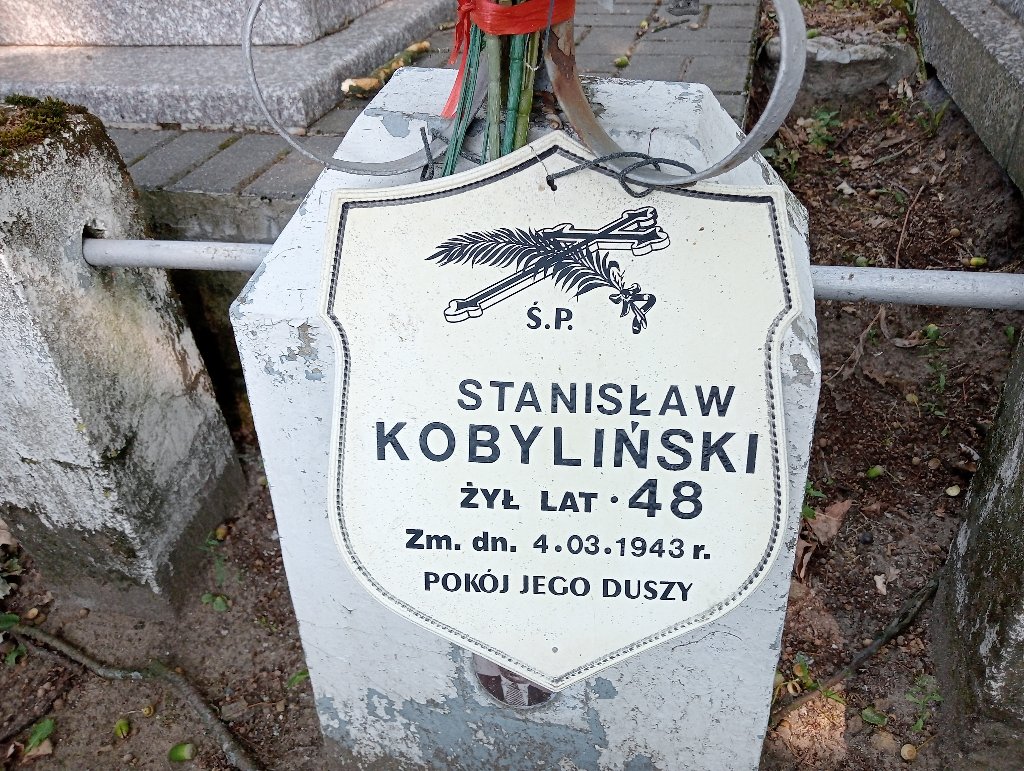 Ś.P.
STANISŁAW
KOBYLIŃSKI
ŻYŁ LAT · 48
Zm. dn. 4.03.1943 r.
POKÓJ JEGO DUSZY